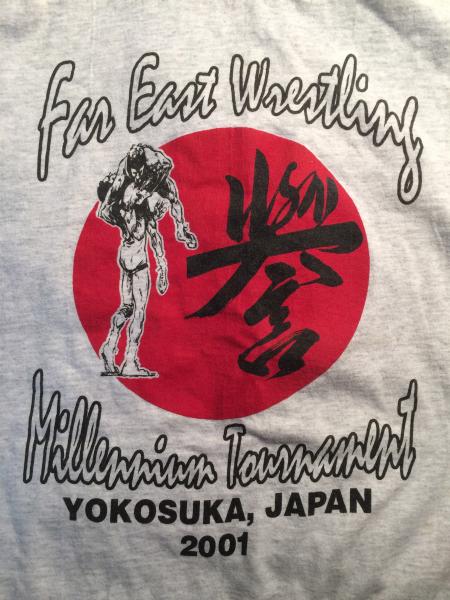 Far East Wrestling
誉
Millennium Tournament
YOKOSUKA, JAPAN
2001